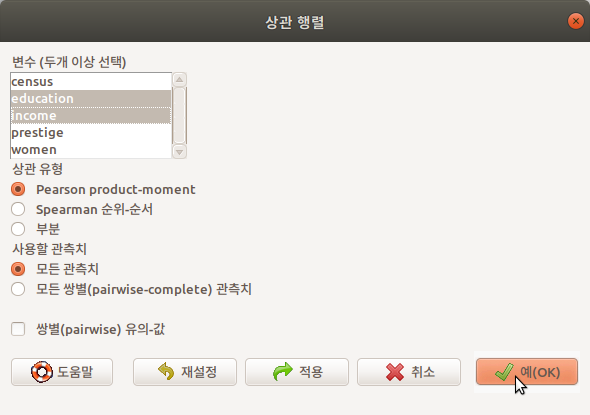 상관 행렬
변수 (두개 이상 선택)
census
education
income
prestige
women
상관 유형
Pearson product-moment
Spearman 순위-순서
부분
사용할 관측치
모든 관측치
모든 쌍별(pairwise-complete) 관측치
쌍별(pairwise) 유의-값
도움말 재설정 적용 취소 예(OK)